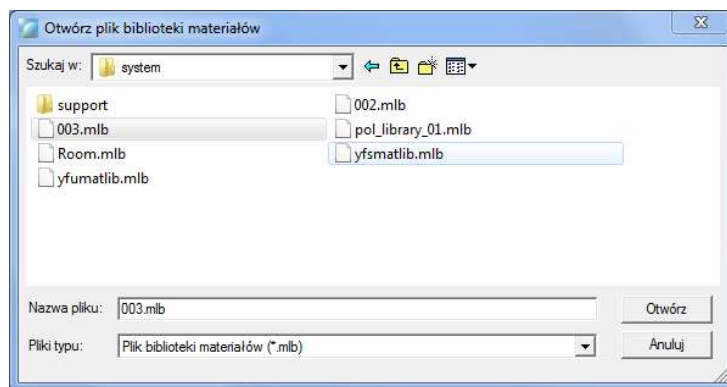 Otwórz plik biblioteki materiałów
Szukaj w: system
support
003.mlb
Room.mlb
yfumatlib.mlb
002.mlb
pol_library_01.mlb
yfsmatlib.mlb
Nazwa pliku: 003.mlb Otwórz
Pliki typu: Plik biblioteki materiałów (*.mlb) Anuluj